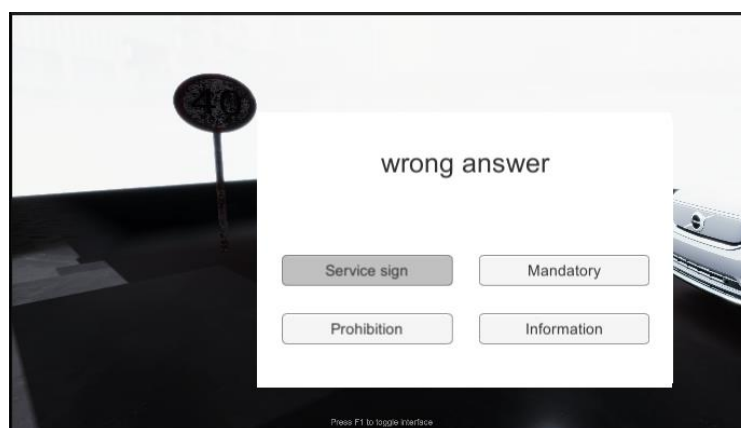 40
wrong answer
Service sign
Mandatory
Prohibition
Information
Press F1 to toggle interface